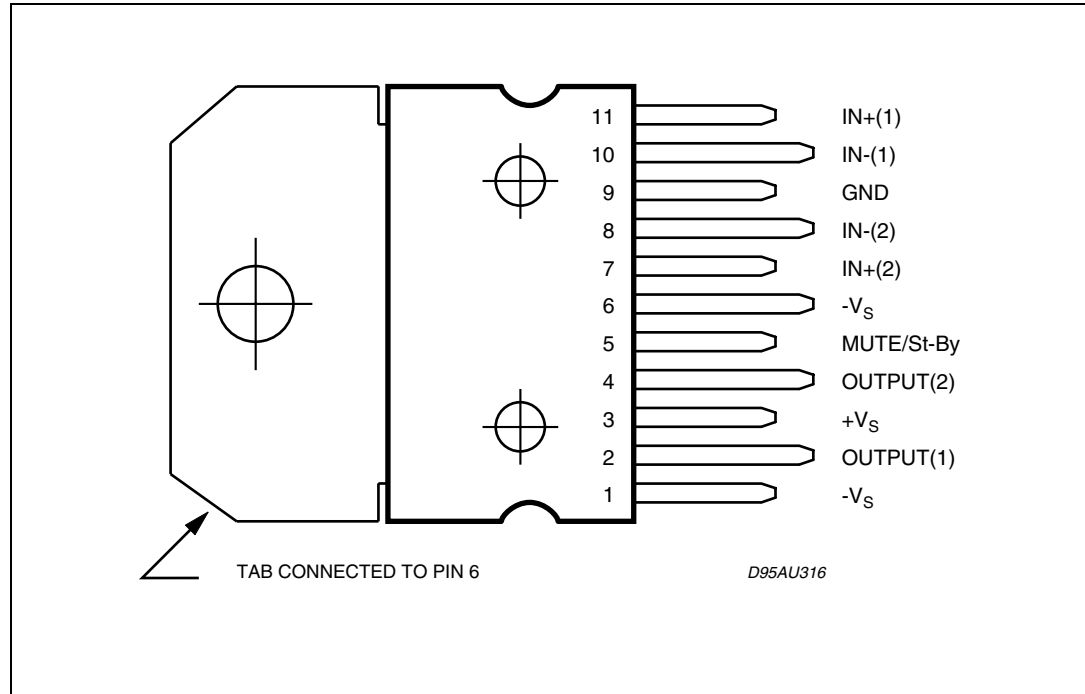 11 IN+(1)
10 IN-(1)
9 GND
8 IN-(2)
7 IN+(2)
6 -VS
5 MUTE/St-By
4 OUTPUT(2)
3 +VS
2 OUTPUT(1)
1 -VS
TAB CONNECTED TO PIN 6 D95AU316